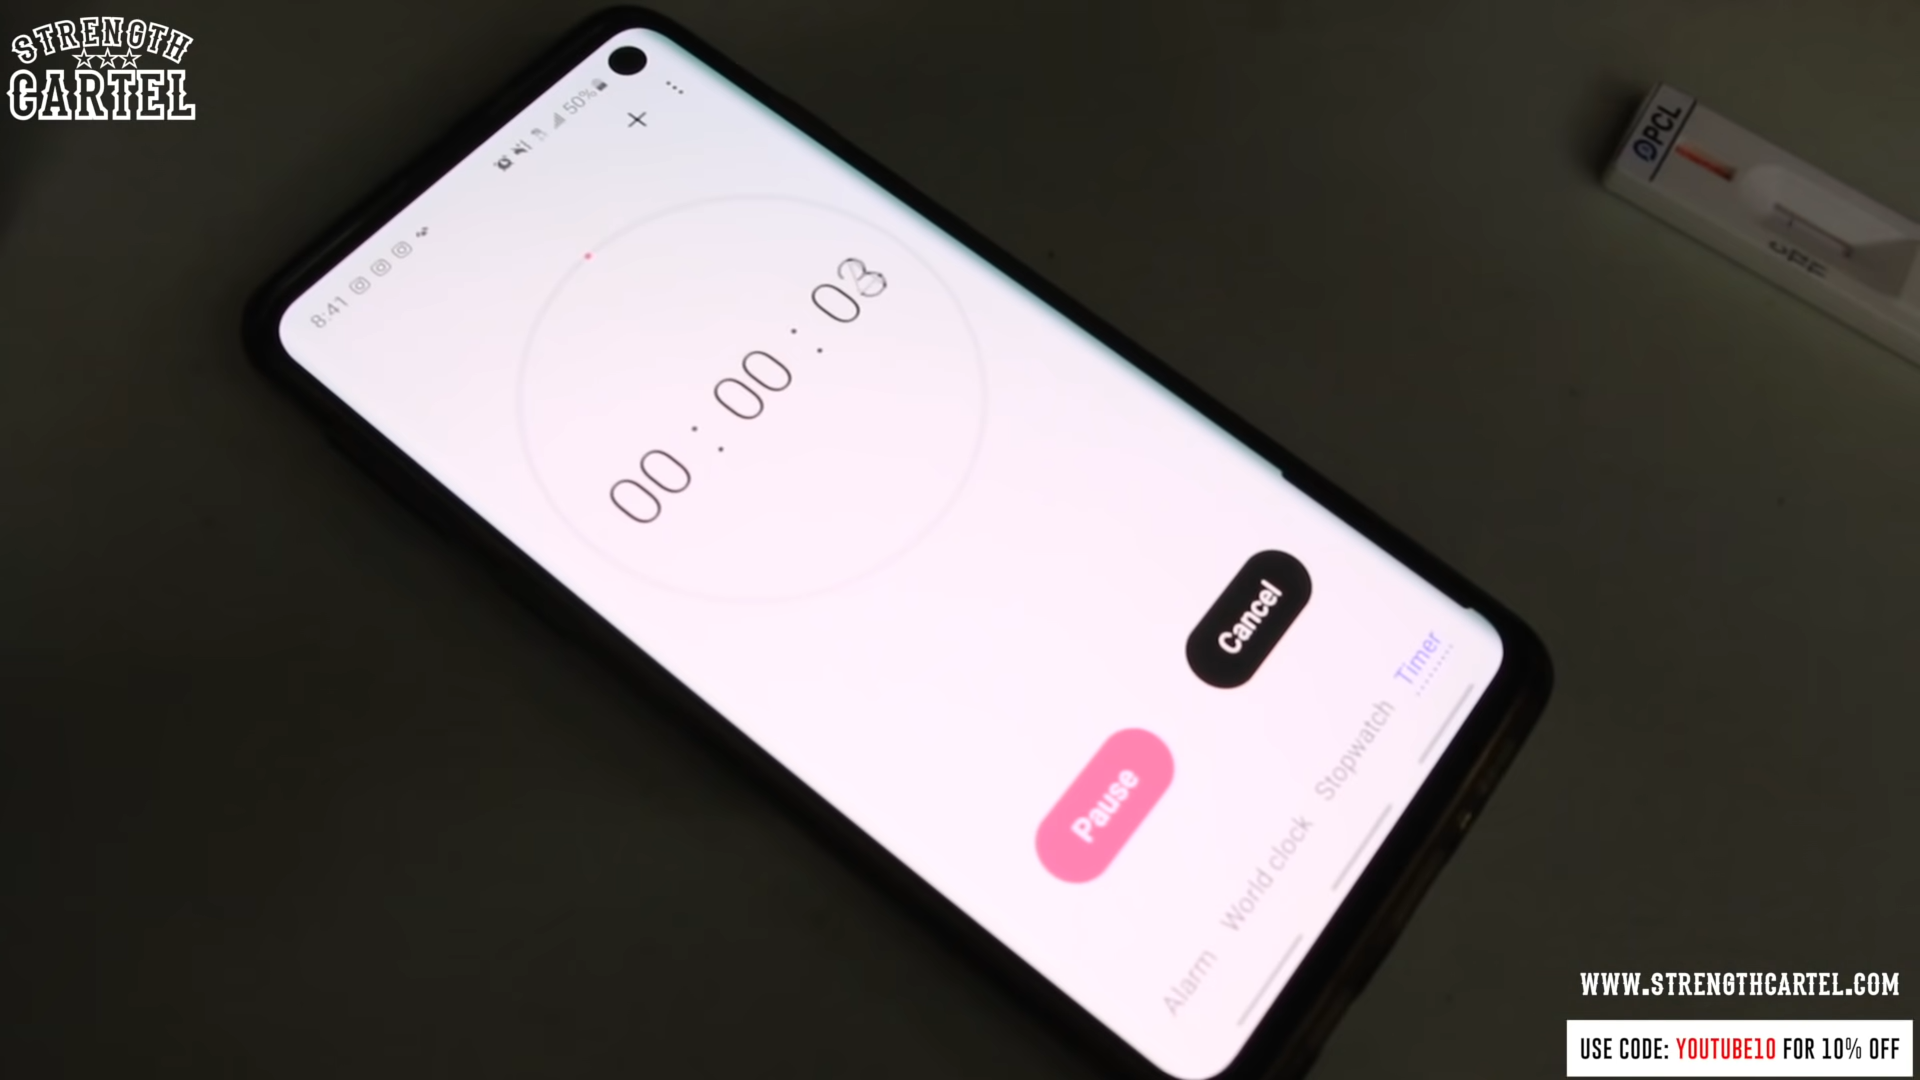 STRENGTH
CARTEL
8:41
50%
00:00:03
Cancel
Pause
Alarm
World clock
Stopwatch
Timer
PCL
WWW.STRENGTHCARTEL.COM
USE CODE: YOUTUBE10 FOR 10% OFF